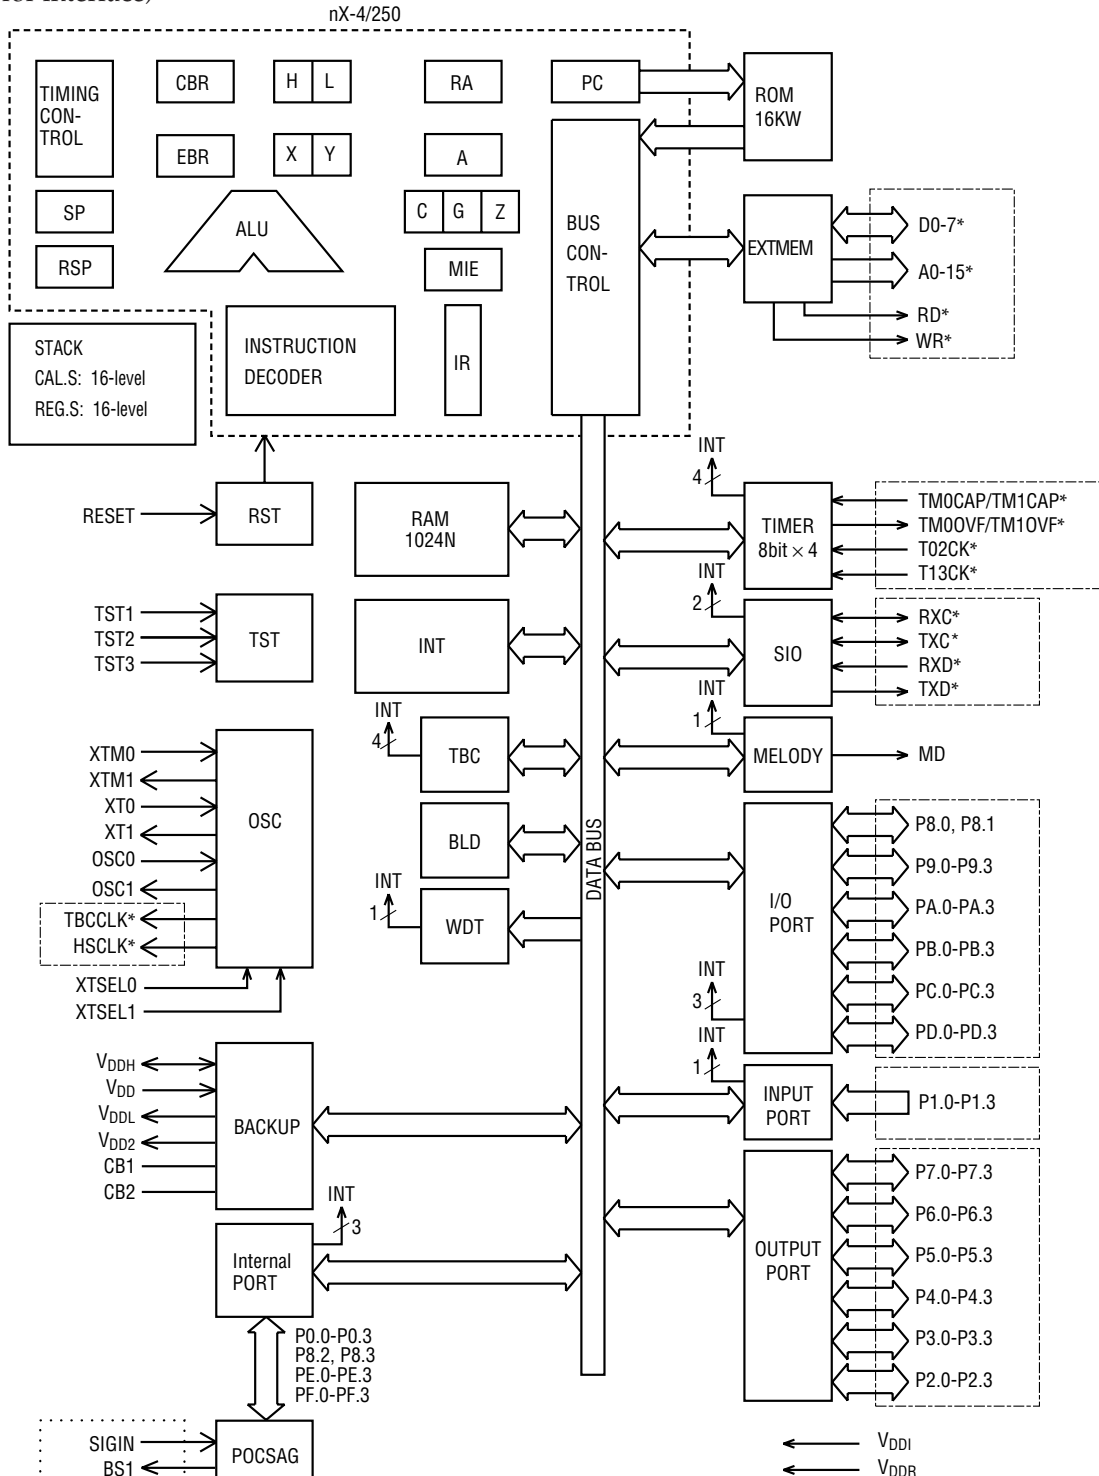 nX-4/250
TIMING
CON-
TROL
CBR
H L
RA
PC
ROM
16KW
EBR
X Y
A
SP
ALU
C G Z
BUS
CON-
TROL
EXTMEM
D0-7*
A0-15*
RD*
WR*
RSP
MIE
STACK
CAL.S: 16-level
REG.S: 16-level
INSTRUCTION
DECODER
IR
RESET
RST
RAM
1024N
INT
4
TIMER
8bit × 4
TM0CAP/TM1CAP*
TM0OVF/TM1OVF*
T02CK*
T13CK*
TST1
TST2
TST3
TST
INT
INT
2
SIO
RXC*
TXC*
RXD*
TXD*
INT
4
TBC
INT
1
MELODY
MD
XTM0
XTM1
XT0
XT1
OSC0
OSC1
TBCCLK*
HSCLK*
XTSEL0
XTSEL1
OSC
BLD
INT
1
WDT
DATA BUS
I/O
PORT
INT
3
P8.0, P8.1
P9.0-P9.3
PA.0-PA.3
PB.0-PB.3
PC.0-PC.3
PD.0-PD.3
VDDH
VDD
VDDL
VDD2
CB1
CB2
BACKUP
INT
1
INPUT
PORT
P1.0-P1.3
INT
3
Internal
PORT
OUTPUT
PORT
P7.0-P7.3
P6.0-P6.3
P5.0-P5.3
P4.0-P4.3
P3.0-P3.3
P2.0-P2.3
P0.0-P0.3
P8.2, P8.3
PE.0-PE.3
PF.0-PF.3
SIGIN
BS1
POCSAG
VDDI
VDDR